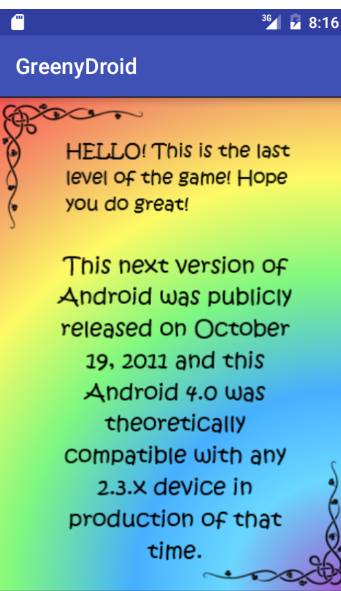 3G 8:16
GreenyDroid
HELLO! This is the last
level of the game! Hope
you do great!
This next version of
Android was publicly
released on October
19, 2011 and this
Android 4.0 was
theoretically
compatible with any
2.3.x device in
production of that
time.